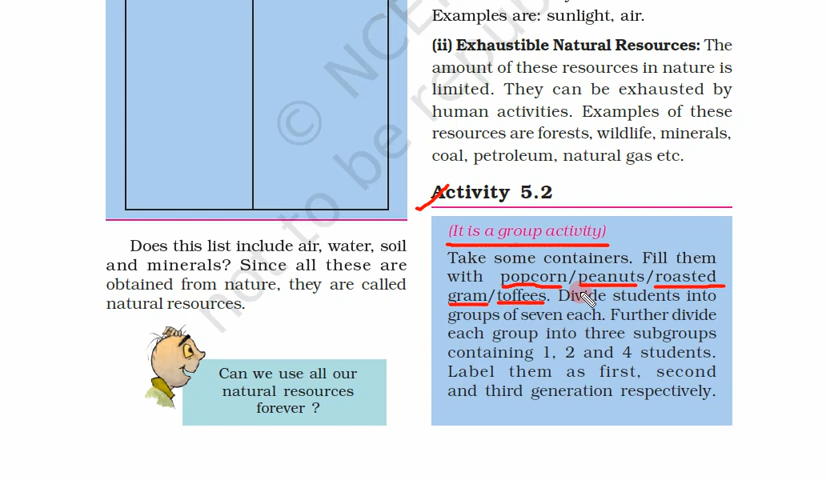 Examples are: sunlight, air.
(ii) Exhaustible Natural Resources: The
amount of these resources in nature is
limited. They can be exhausted by
human activities. Examples of these
resources are forests, wildlife, minerals,
coal, petroleum, natural gas etc.
Activity 5.2
(It is a group activity)
Take some containers. Fill them
with popcorn/peanuts/roasted
gram/toffees. Divide students into
groups of seven each. Further divide
each group into three subgroups
containing 1, 2 and 4 students.
Label them as first, second
and third generation respectively.
Does this list include air, water, soil
and minerals? Since all these are
obtained from nature, they are called
natural resources.
Can we use all our
natural resources
forever ?
© NCE
not to be republ